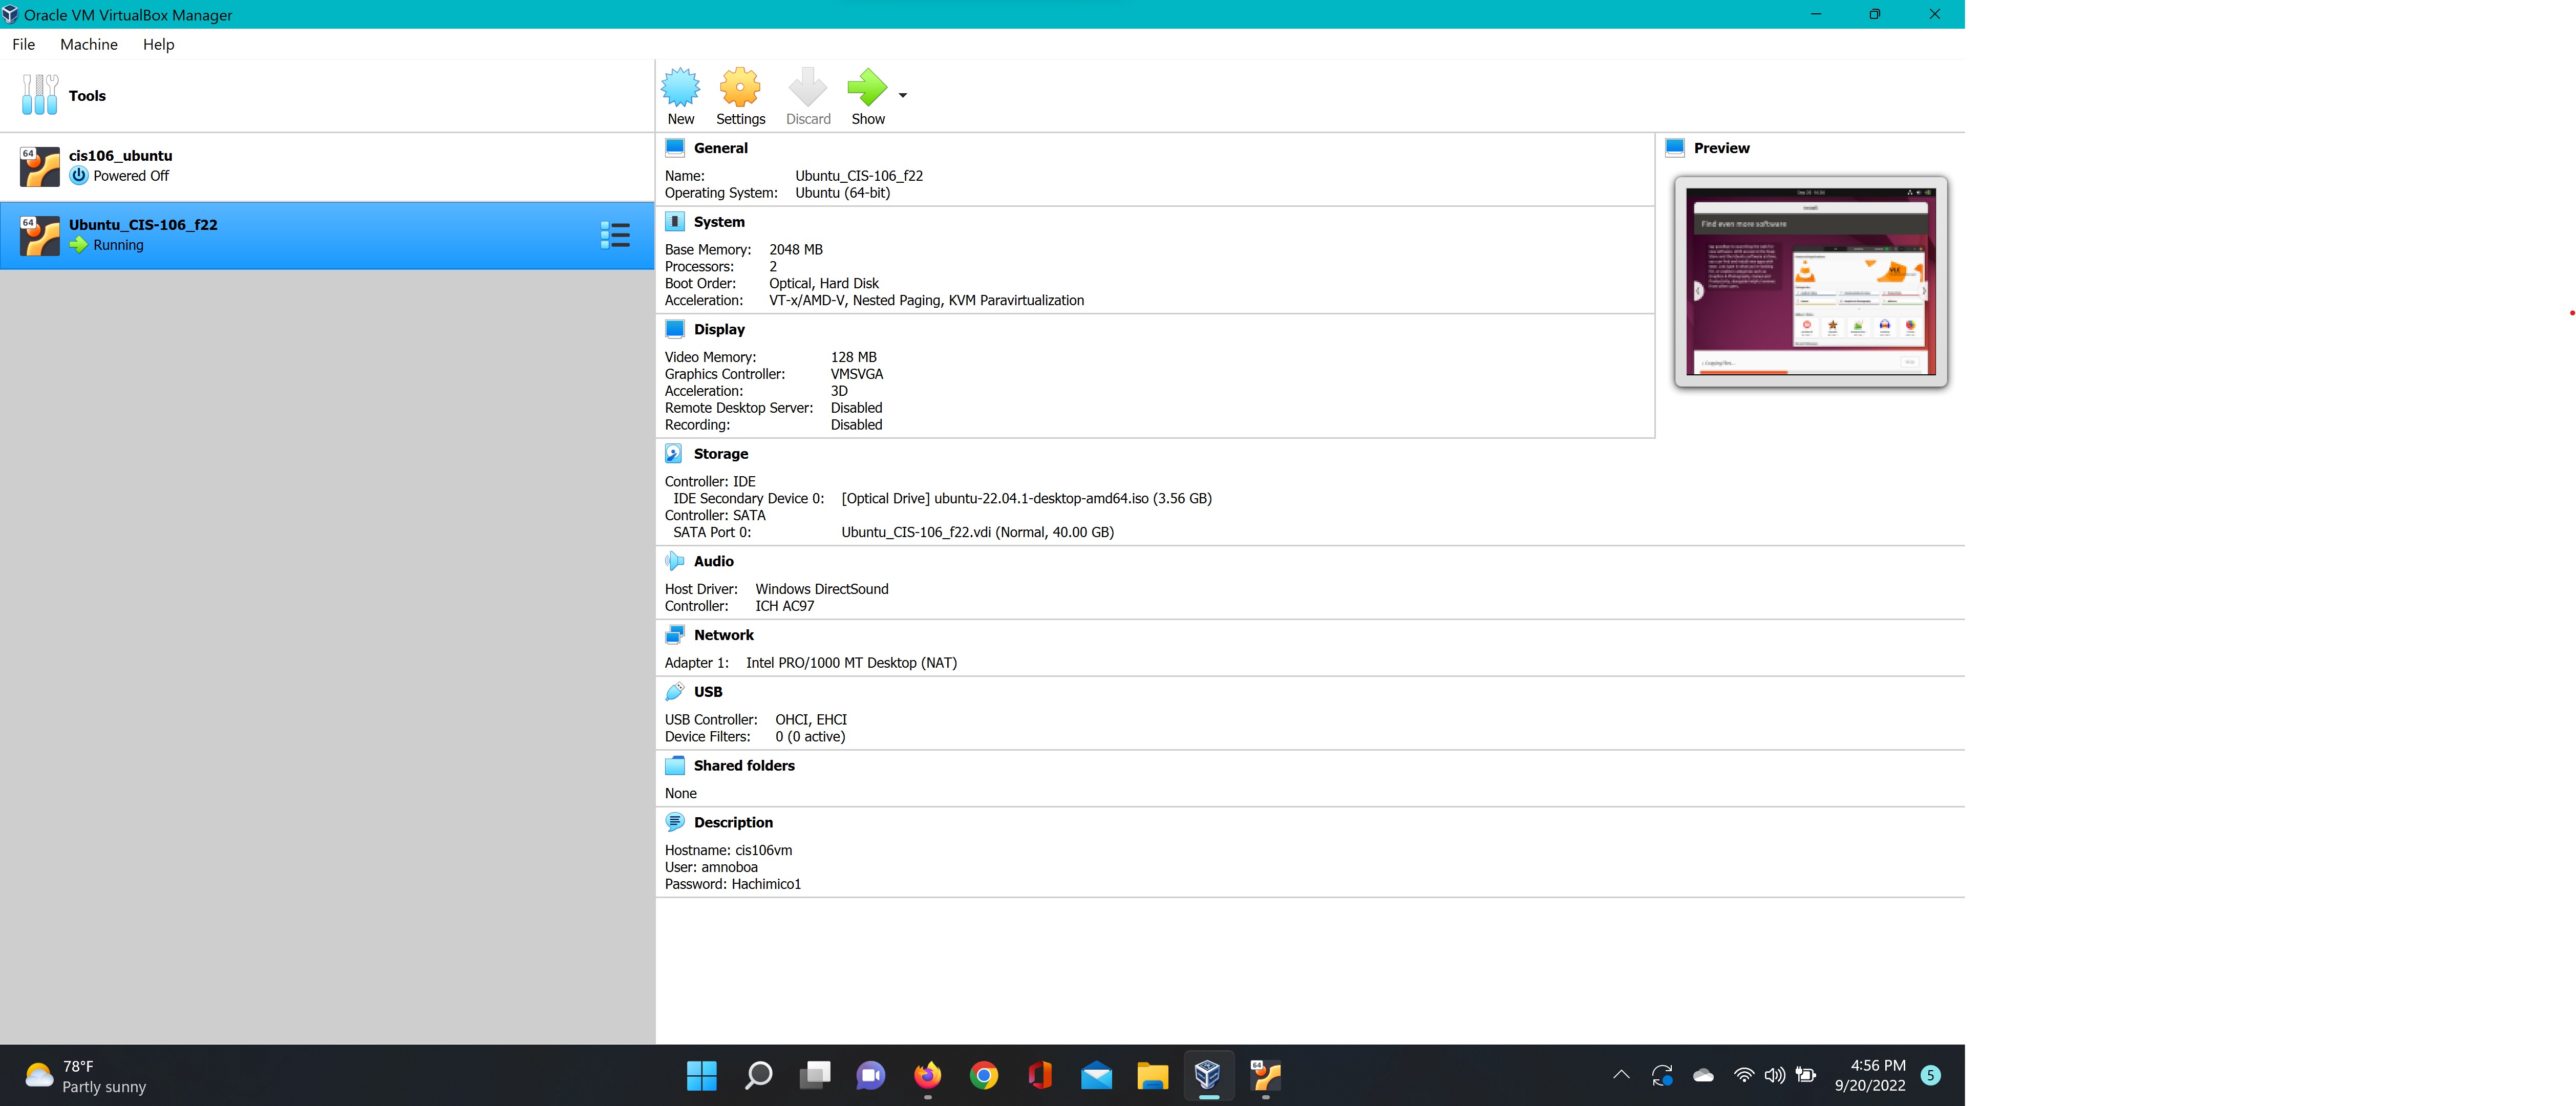 Oracle VM VirtualBox Manager
File Machine Help
Tools
New Settings Discard Show
64
cis106_ubuntu
Powered Off
64
Ubuntu_CIS-106_f22
Running
General
Name: Ubuntu_CIS-106_f22
Operating System: Ubuntu (64-bit)
System
Base Memory: 2048 MB
Processors: 2
Boot Order: Optical, Hard Disk
Acceleration: VT-x/AMD-V, Nested Paging, KVM Paravirtualization
Display
Video Memory: 128 MB
Graphics Controller: VMSVGA
Acceleration: 3D
Remote Desktop Server: Disabled
Recording: Disabled
Preview
Find even more software
Copying files...
Storage
Controller: IDE
IDE Secondary Device 0: [Optical Drive] ubuntu-22.04.1-desktop-amd64.iso (3.56 GB)
Controller: SATA
SATA Port 0: Ubuntu_CIS-106_f22.vdi (Normal, 40.00 GB)
Audio
Host Driver: Windows DirectSound
Controller: ICH AC97
Network
Adapter 1: Intel PRO/1000 MT Desktop (NAT)
USB
USB Controller: OHCI, EHCI
Device Filters: 0 (0 active)
Shared folders
None
Description
Hostname: cis106vm
User: amnoboa
Password: Hachimico1
78°F
Partly sunny
64
4:56 PM
9/20/2022
5